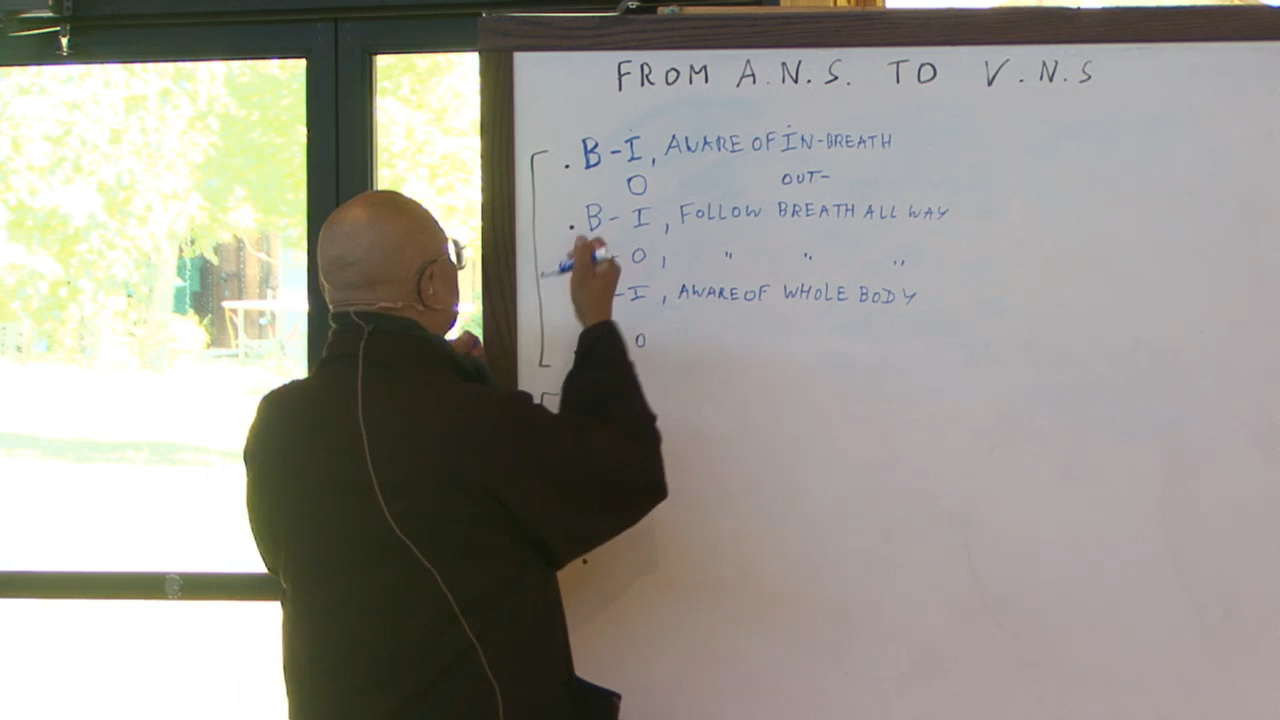 FROM A.N.S. TO V.N.S
. B-I, AWARE OF IN-BREATH
O OUT-
. B- I, FOLLOW BREATH ALL WAY
O, " " "
-I, AWARE OF WHOLE BODY
O